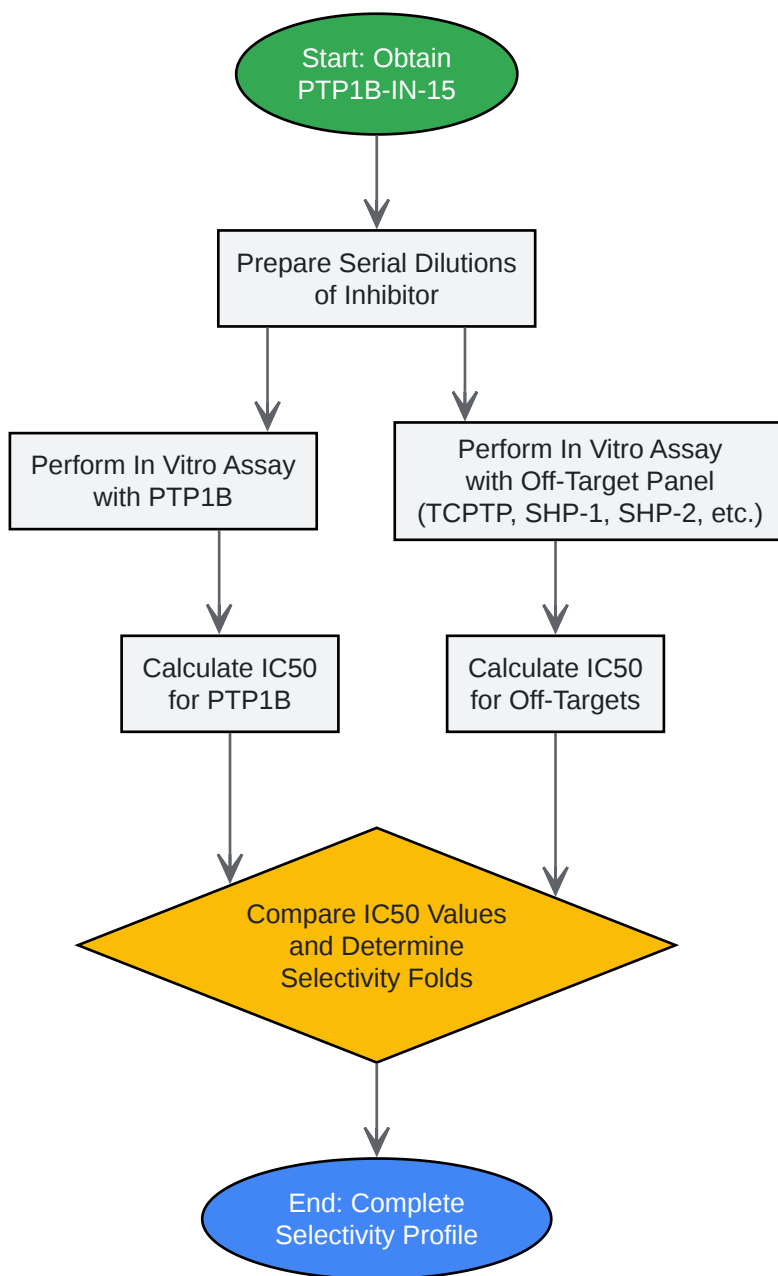 Start: Obtain
PTP1B-IN-15
Prepare Serial Dilutions
of Inhibitor
Perform In Vitro Assay
with PTP1B
Perform In Vitro Assay
with Off-Target Panel
(TCPTP, SHP-1, SHP-2, etc.)
Calculate IC50
for PTP1B
Calculate IC50
for Off-Targets
Compare IC50 Values
and Determine
Selectivity Folds
End: Complete
Selectivity Profile